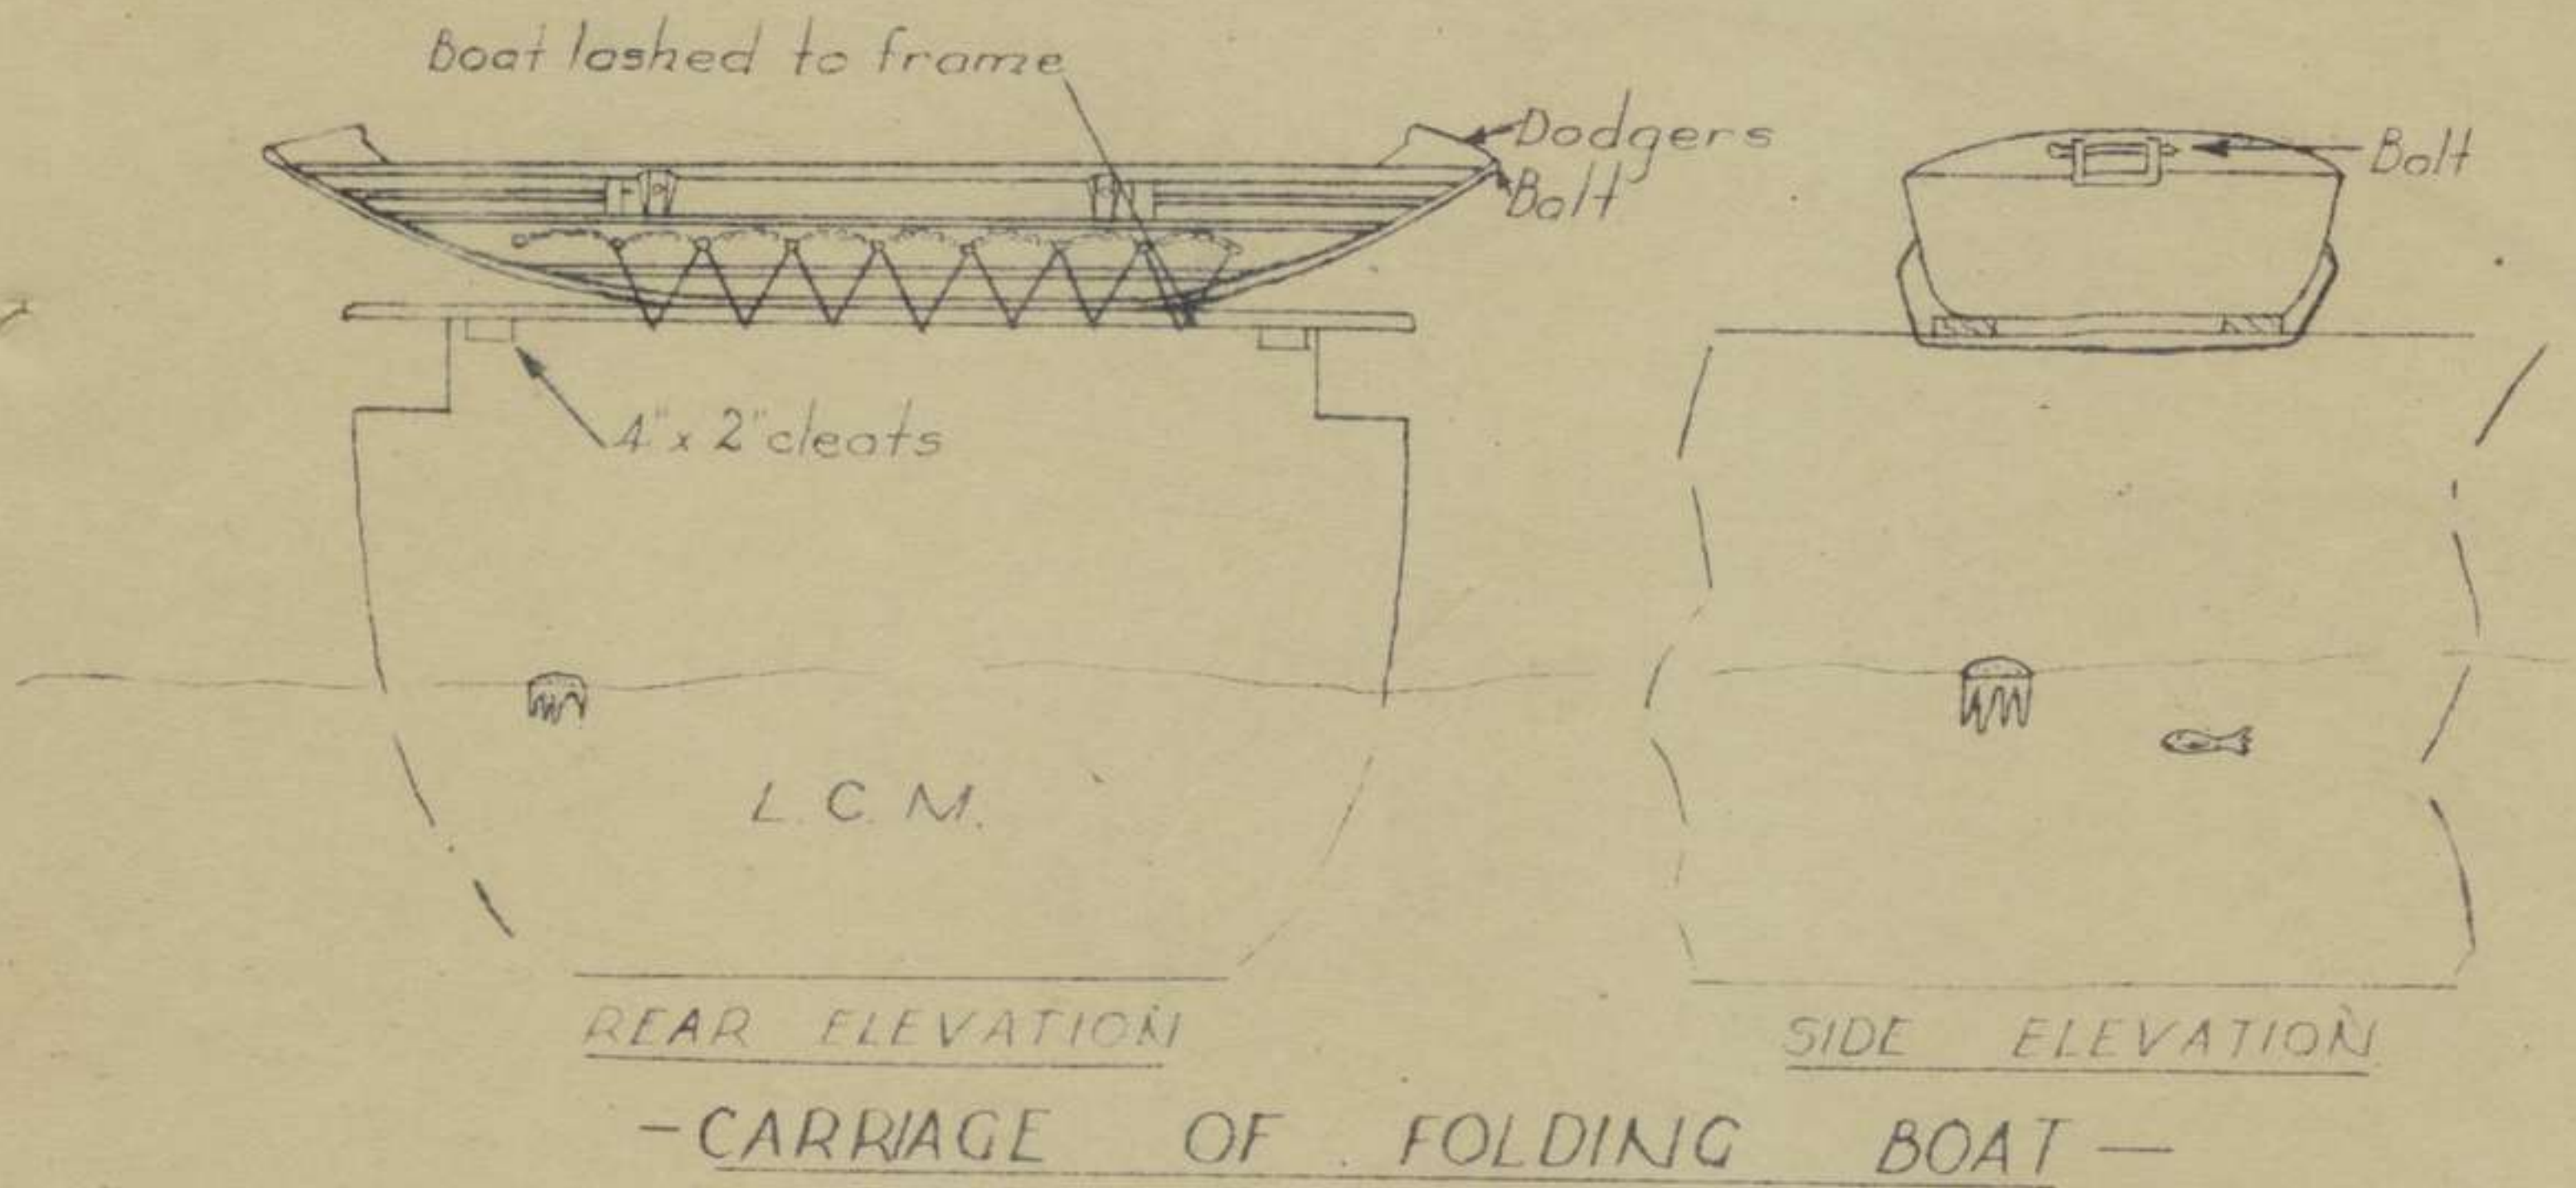 Boat lashed to frame
Dodgers
Bolt
Bolt
4" x 2" cleats
L. C. M.
REAR ELEVATION
SIDE ELEVATION
- CARRIAGE OF FOLDING BOAT -